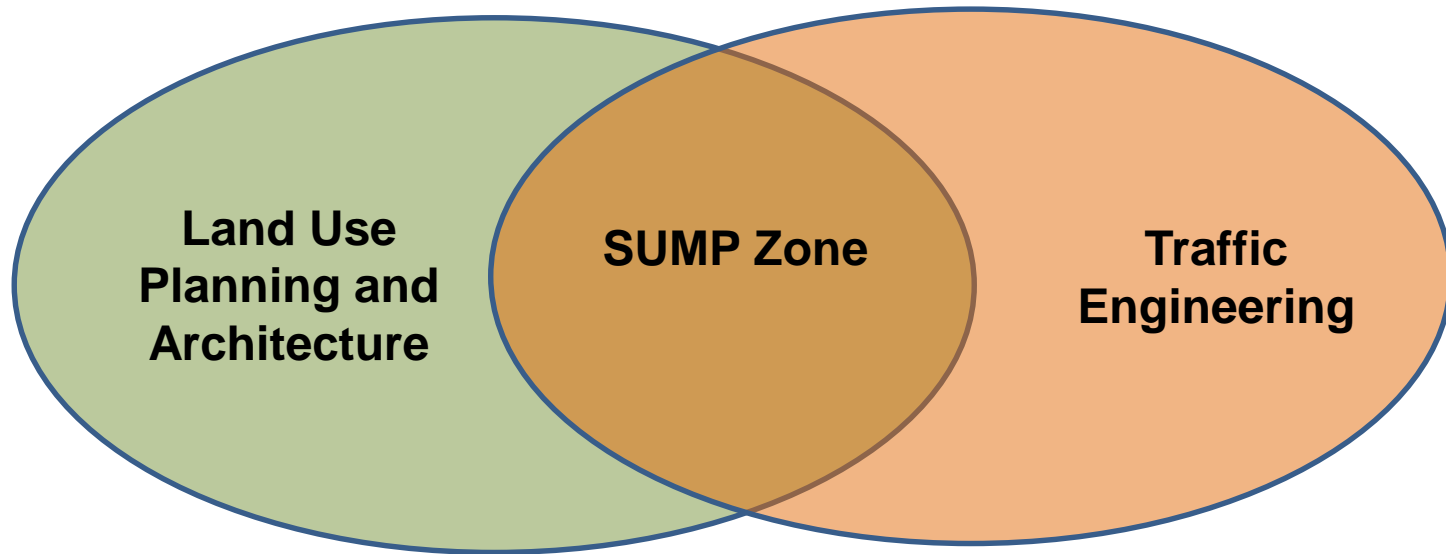 Land Use
Planning and
Architecture
SUMP Zone
Traffic
Engineering